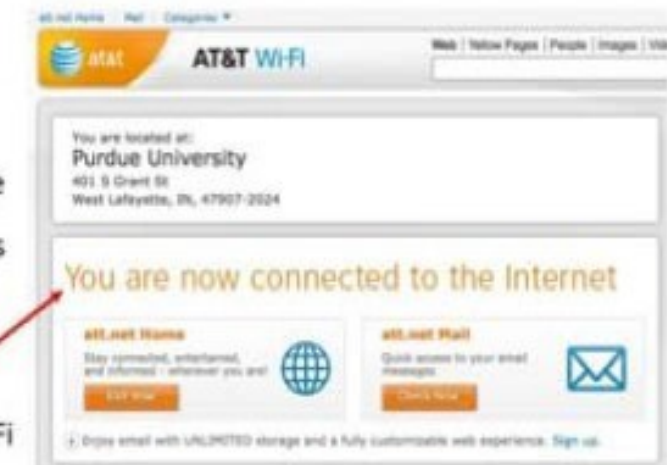 att.net Home Mail Categories
at&t AT&T Wi-Fi Web | Yellow Pages | People | Images |
You are located at:
Purdue University
401 S Grant St
West Lafayette, IN, 47907-2024
You are now connected to the Internet
att.net Home
Stay connected, entertained,
and informed - wherever you are!
att.net Mail
Quick access to your email
messages
Check Now
Enjoy email with UNLIMITED storage and a fully customizable web experience. Sign up.